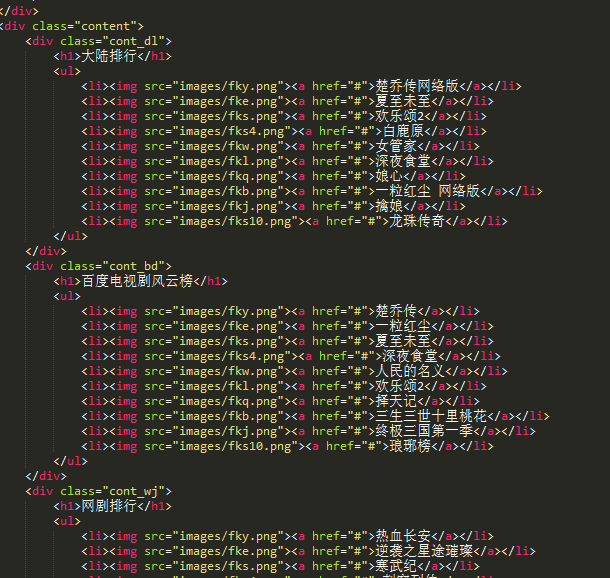 </div>
<div class="content">
<div class="cont_dl">
<h1>大陆排行</h1>
<ul>
<li><img src="images/fky.png"><a href="#">楚乔传网络版</a></li>
<li><img src="images/fke.png"><a href="#">夏至未至</a></li>
<li><img src="images/fks.png"><a href="#">欢乐颂2</a></li>
<li><img src="images/fks4.png"><a href="#">白鹿原</a></li>
<li><img src="images/fkw.png"><a href="#">女管家</a></li>
<li><img src="images/fkl.png"><a href="#">深夜食堂</a></li>
<li><img src="images/fkq.png"><a href="#">娘心</a></li>
<li><img src="images/fkb.png"><a href="#">一粒红尘 网络版</a></li>
<li><img src="images/fkj.png"><a href="#">擒娘</a></li>
<li><img src="images/fks10.png"><a href="#">龙珠传奇</a></li>
</ul>
</div>
<div class="cont_bd">
<h1>百度电视剧风云榜</h1>
<ul>
<li><img src="images/fky.png"><a href="#">楚乔传</a></li>
<li><img src="images/fke.png"><a href="#">一粒红尘</a></li>
<li><img src="images/fks.png"><a href="#">夏至未至</a></li>
<li><img src="images/fks4.png"><a href="#">深夜食堂</a></li>
<li><img src="images/fkw.png"><a href="#">人民的名义</a></li>
<li><img src="images/fkl.png"><a href="#">欢乐颂2</a></li>
<li><img src="images/fkq.png"><a href="#">择天记</a></li>
<li><img src="images/fkb.png"><a href="#">三生三世十里桃花</a></li>
<li><img src="images/fkj.png"><a href="#">终极三国第一季</a></li>
<li><img src="images/fks10.png"><a href="#">琅琊榜</a></li>
</ul>
</div>
<div class="cont_wj">
<h1>网剧排行</h1>
<ul>
<li><img src="images/fky.png"><a href="#">热血长安</a></li>
<li><img src="images/fke.png"><a href="#">逆袭之星途璀璨</a></li>
<li><img src="images/fks.png"><a href="#">寒武纪</a></li>